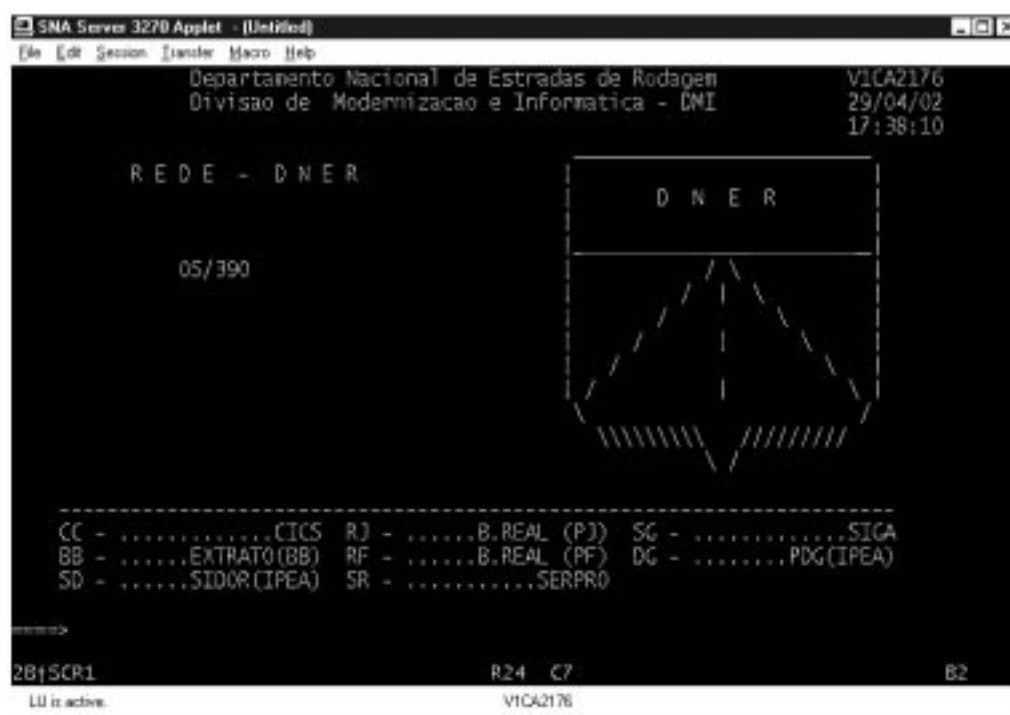 SNA Server 3270 Applet - (Untitled)
File Edit Session Transfer Macro Help
Departamento Nacional de Estradas de Rodagem V1CA2176
Divisao de Modernizacao e Informatica - DMI 29/04/02
17:38:10
R E D E - D N E R
D N E R
05/390
CC - .............CICS RJ - ......B.REAL (PJ) SG - .............SIGA
BB - ......EXTRATO(BB) RF - ......B.REAL (PF) DG - ........PDG(IPEA)
SD - ......SIDOR(IPEA) SR - ...........SERPRO
====>
2B↑SCR1 R24 C7 B2
LU is active. V1CA2176